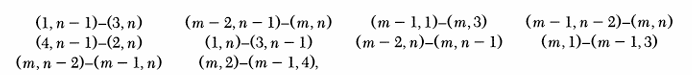 (1, n − 1)–(3, n) (m − 2, n − 1)–(m, n) (m − 1, 1)–(m, 3) (m − 1, n − 2)–(m, n)
(4, n − 1)–(2, n) (1, n)–(3, n − 1) (m − 2, n)–(m, n − 1) (m, 1)–(m − 1, 3)
(m, n − 2)–(m − 1, n) (m, 2)–(m − 1, 4),